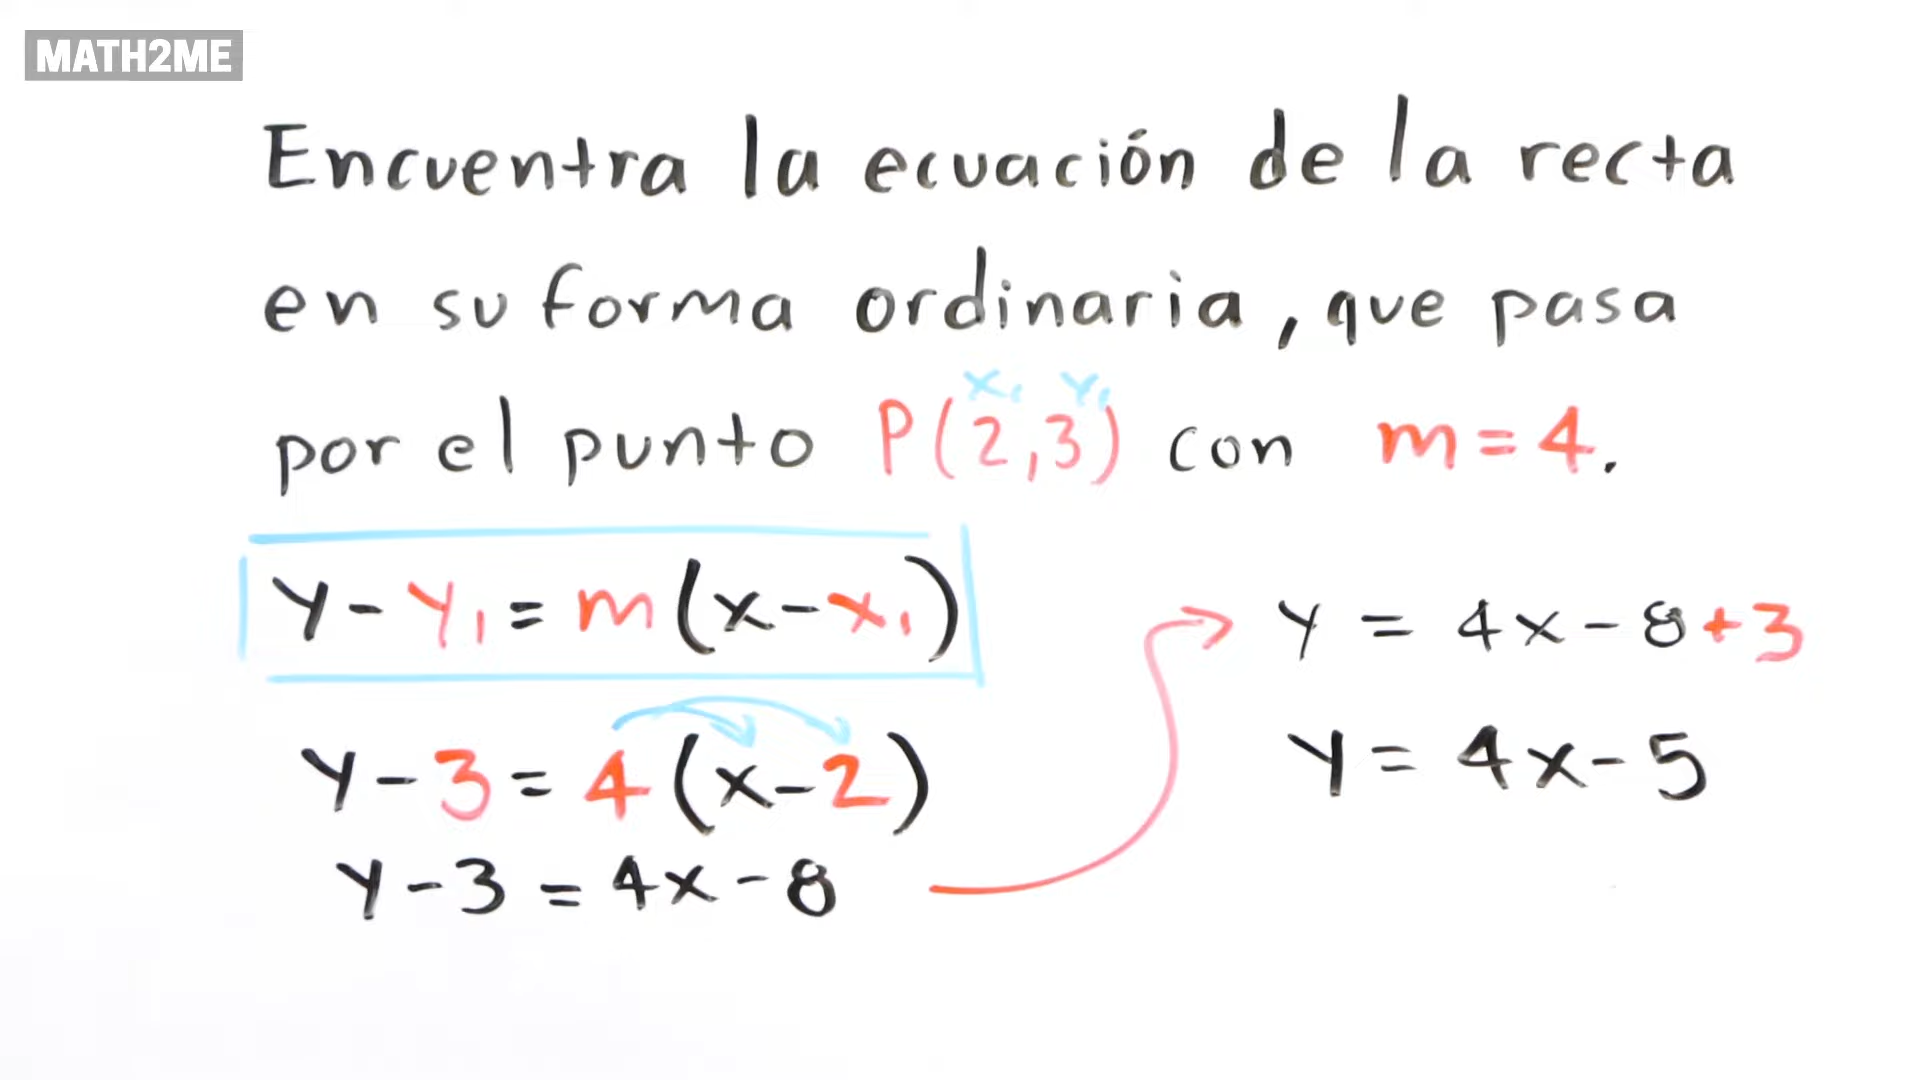 MATH2ME
Encuentra la ecuación de la recta
en su forma ordinaria, que pasa
x₁ y₁
por el punto P(2,3) con m=4.
y - y₁ = m(x-x₁)
y-3=4(x-2)
y-3=4x-8
y = 4x-8+3
y = 4x-5